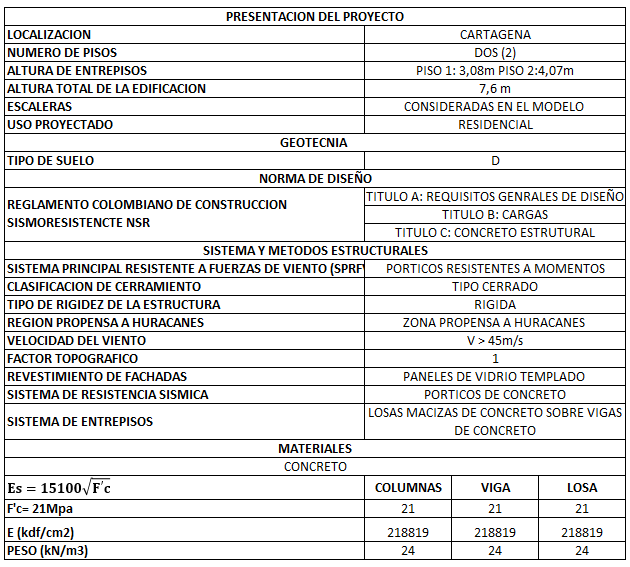 PRESENTACION DEL PROYECTO
LOCALIZACION CARTAGENA
NUMERO DE PISOS DOS (2)
ALTURA DE ENTREPISOS PISO 1: 3,08m PISO 2:4,07m
ALTURA TOTAL DE LA EDIFICACION 7,6 m
ESCALERAS CONSIDERADAS EN EL MODELO
USO PROYECTADO RESIDENCIAL
GEOTECNIA
TIPO DE SUELO D
NORMA DE DISEÑO
REGLAMENTO COLOMBIANO DE CONSTRUCCION
SISMORESISTENCTE NSR
TITULO A: REQUISITOS GENRALES DE DISEÑO
TITULO B: CARGAS
TITULO C: CONCRETO ESTRUTURAL
SISTEMA Y METODOS ESTRUCTURALES
SISTEMA PRINCIPAL RESISTENTE A FUERZAS DE VIENTO (SPRF PORTICOS RESISTENTES A MOMENTOS
CLASIFICACION DE CERRAMIENTO TIPO CERRADO
TIPO DE RIGIDEZ DE LA ESTRUCTURA RIGIDA
REGION PROPENSA A HURACANES ZONA PROPENSA A HURACANES
VELOCIDAD DEL VIENTO V > 45m/s
FACTOR TOPOGRAFICO 1
REVESTIMIENTO DE FACHADAS PANELES DE VIDRIO TEMPLADO
SISTEMA DE RESISTENCIA SISMICA PORTICOS DE CONCRETO
SISTEMA DE ENTREPISOS LOSAS MACIZAS DE CONCRETO SOBRE VIGAS
DE CONCRETO
MATERIALES
CONCRETO
Es = 15100√F'c COLUMNAS VIGA LOSA
F'c= 21Mpa 21 21 21
E (kdf/cm2) 218819 218819 218819
PESO (kN/m3) 24 24 24